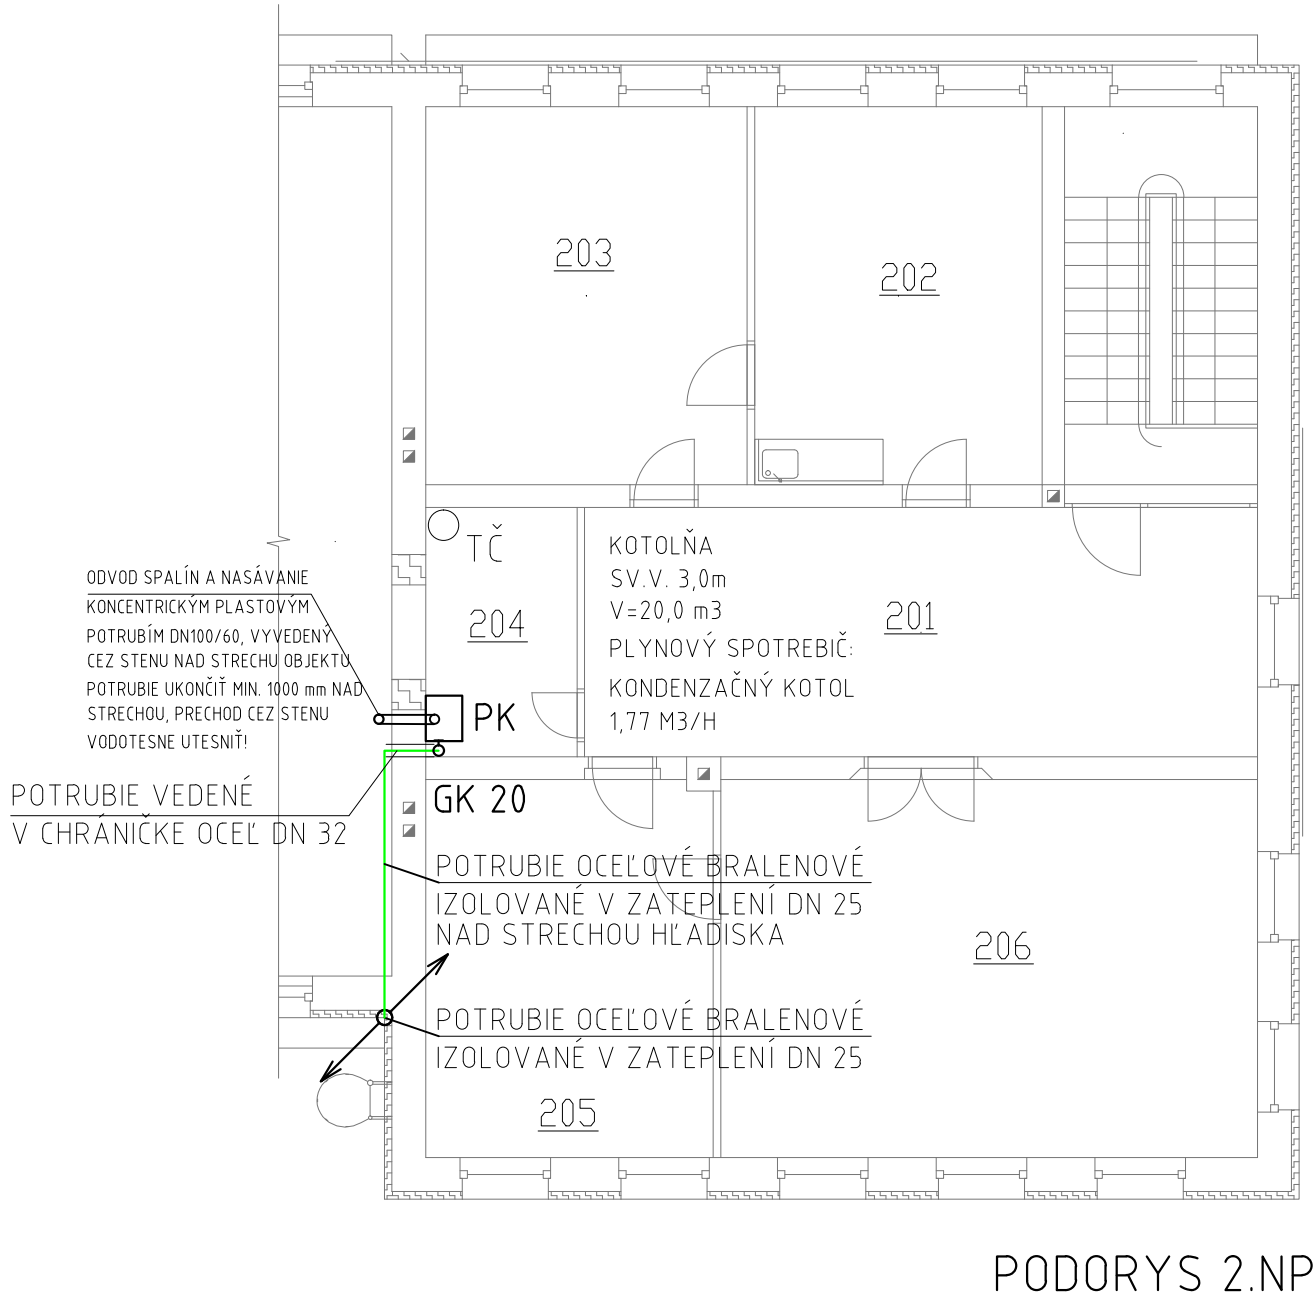 203
202
TČ
204
KOTOLŇA
SV.V. 3,0m
V=20,0 m3
PLYNOVÝ SPOTREBIČ:
KONDENZAČNÝ KOTOL
1,77 M3/H
201
ODVOD SPALÍN A NASÁVANIE
KONCENTRICKÝM PLASTOVÝM
POTRUBÍM DN100/60, VYVEDENÝ
CEZ STENU NAD STRECHU OBJEKTU
POTRUBIE UKONČIŤ MIN. 1000 mm NAD
STRECHOU, PRECHOD CEZ STENU
VODOTESNE UTESNIŤ!
PK
POTRUBIE VEDENÉ
V CHRÁNIČKE OCEĽ DN 32
GK 20
POTRUBIE OCEĽOVÉ BRALENOVÉ
IZOLOVANÉ V ZATEPLENÍ DN 25
NAD STRECHOU HĽADISKA
206
POTRUBIE OCEĽOVÉ BRALENOVÉ
IZOLOVANÉ V ZATEPLENÍ DN 25
205
PODORYS 2.NP